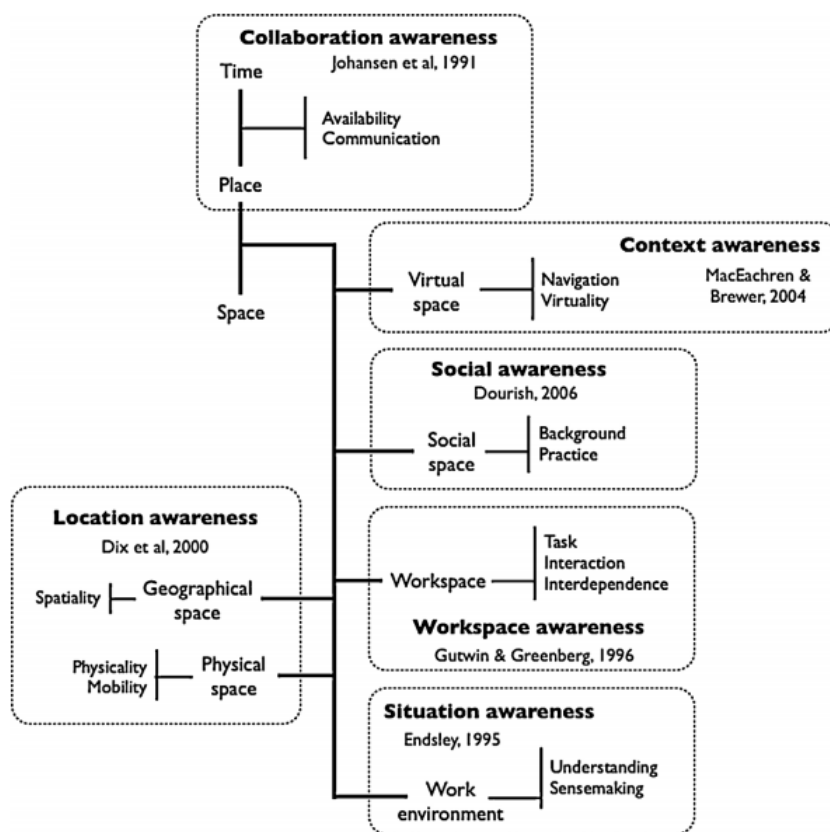 Collaboration awareness
Johansen et al, 1991
Time
Availability
Communication
Place
Space
Context awareness
MacEachren &
Brewer, 2004
Virtual
space
Navigation
Virtuality
Social awareness
Dourish, 2006
Social
space
Background
Practice
Location awareness
Dix et al, 2000
Spatiality
Geographical
space
Physicality
Mobility
Physical
space
Workspace
Task
Interaction
Interdependence
Workspace awareness
Gutwin & Greenberg, 1996
Situation awareness
Endsley, 1995
Work
environment
Understanding
Sensemaking